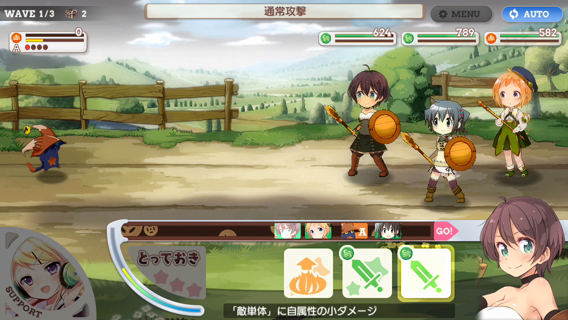 WAVE 1/3
2
通常攻撃
MENU
AUTO
0
A
624
789
582
A
GO!
とっておき
SUPPORT
「敵単体」に自属性の小ダメージ